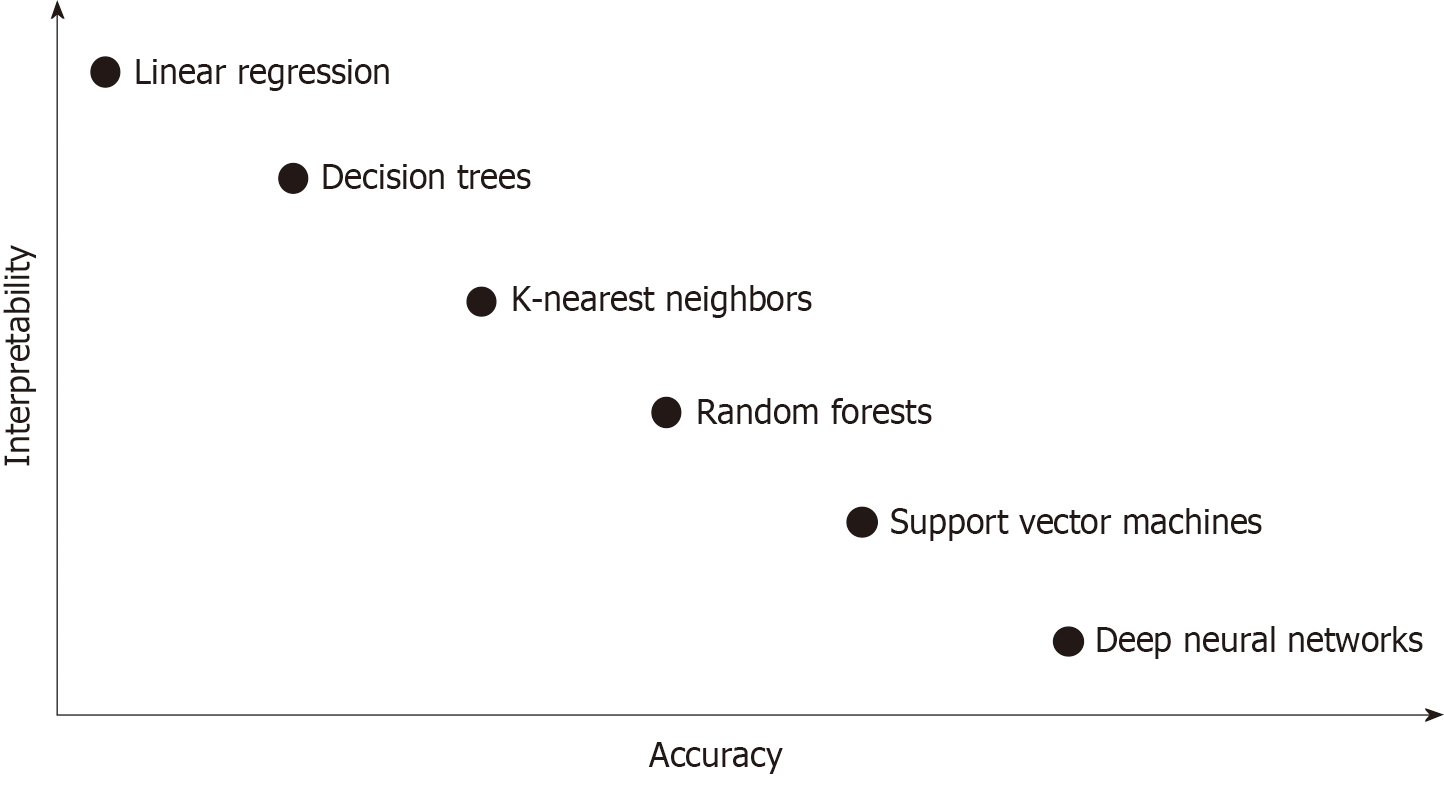 Linear regression
Decision trees
K-nearest neighbors
Random forests
Support vector machines
Deep neural networks
Interpretability
Accuracy